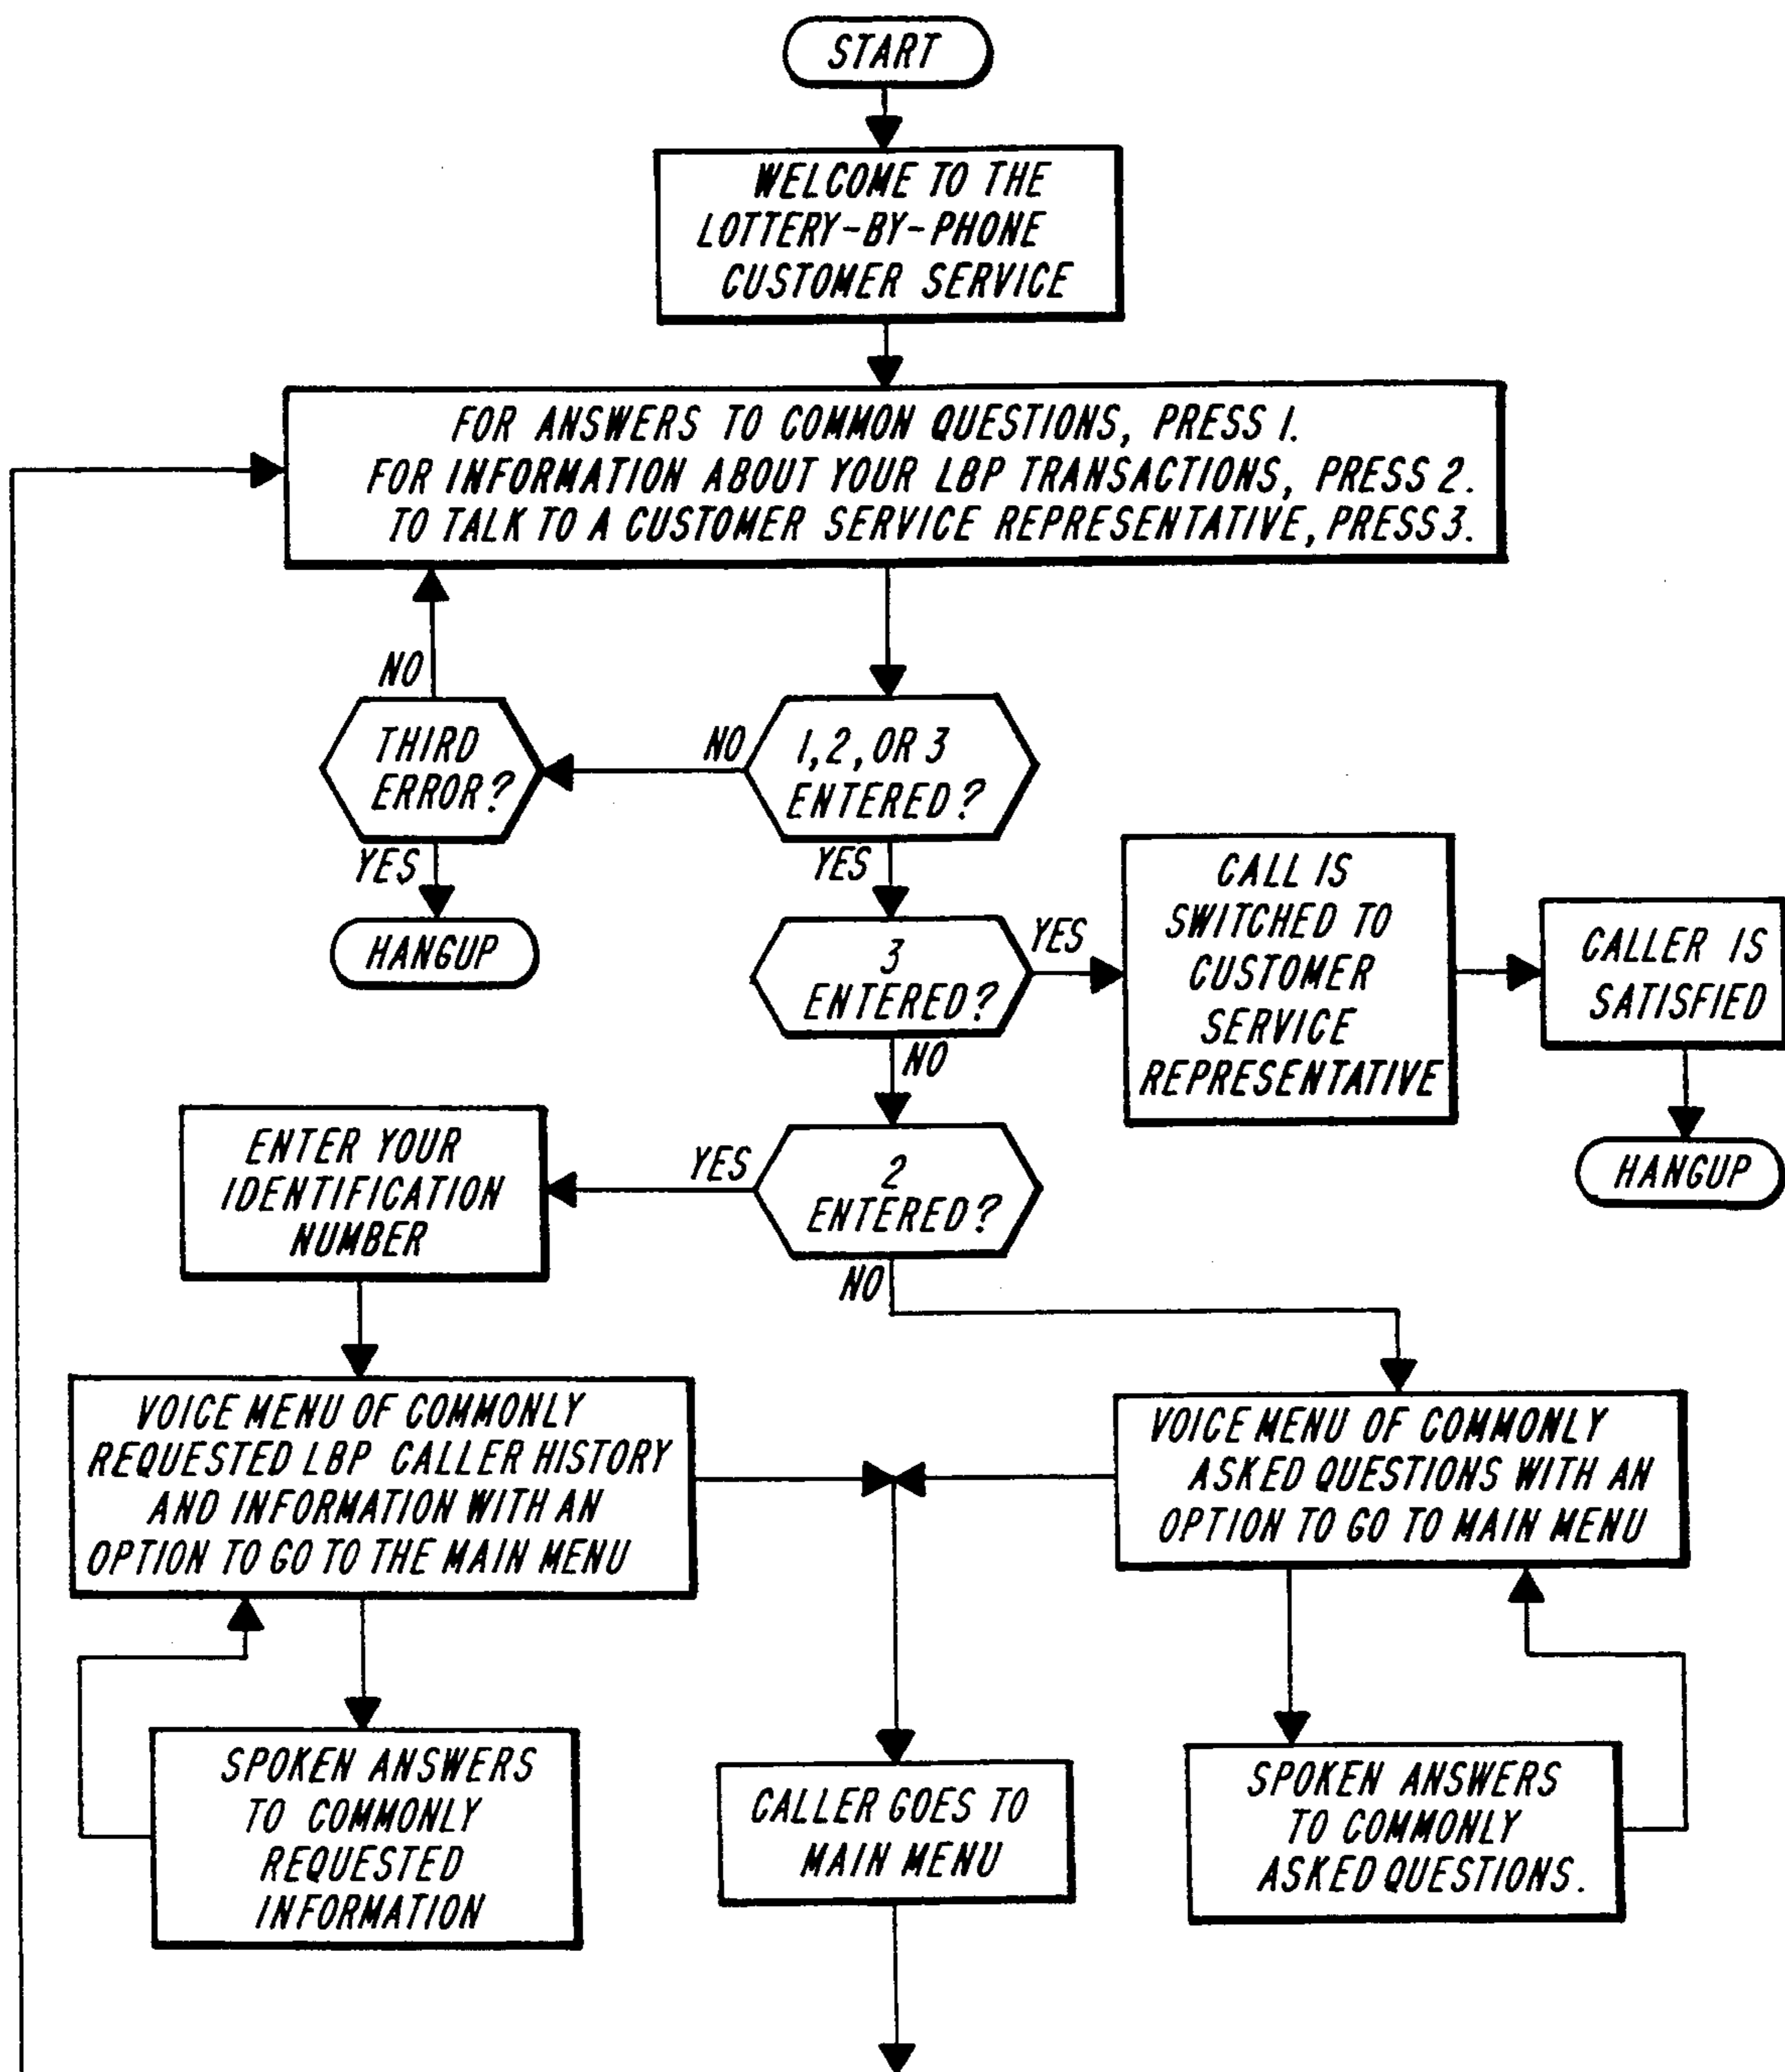 START
WELCOME TO THE
LOTTERY-BY-PHONE
CUSTOMER SERVICE
FOR ANSWERS TO COMMON QUESTIONS, PRESS 1.
FOR INFORMATION ABOUT YOUR LBP TRANSACTIONS, PRESS 2.
TO TALK TO A CUSTOMER SERVICE REPRESENTATIVE, PRESS 3.
NO
THIRD
ERROR?
YES
HANGUP
NO
1, 2, OR 3
ENTERED?
YES
3
ENTERED?
YES
CALL IS
SWITCHED TO
CUSTOMER
SERVICE
REPRESENTATIVE
CALLER IS
SATISFIED
HANGUP
NO
2
ENTERED?
YES
ENTER YOUR
IDENTIFICATION
NUMBER
NO
VOICE MENU OF COMMONLY
REQUESTED LBP CALLER HISTORY
AND INFORMATION WITH AN
OPTION TO GO TO THE MAIN MENU
VOICE MENU OF COMMONLY
ASKED QUESTIONS WITH AN
OPTION TO GO TO MAIN MENU
SPOKEN ANSWERS
TO COMMONLY
REQUESTED
INFORMATION
CALLER GOES TO
MAIN MENU
SPOKEN ANSWERS
TO COMMONLY
ASKED QUESTIONS.